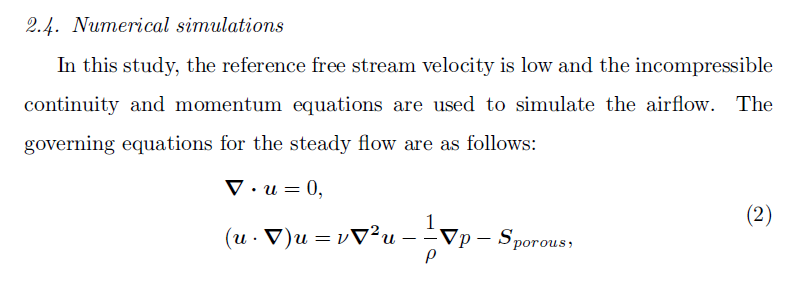 2.4. Numerical simulations
In this study, the reference free stream velocity is low and the incompressible
continuity and momentum equations are used to simulate the airflow. The
governing equations for the steady flow are as follows:
∇ · u = 0,
(u · ∇)u = ν∇²u − 1/ρ ∇p − S_porous,
(2)